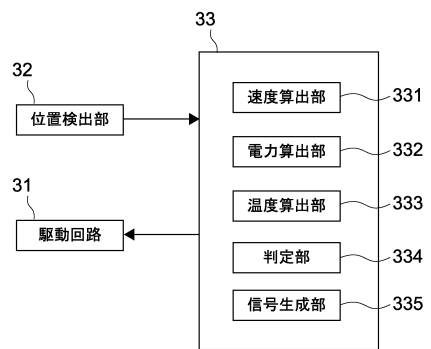 33
32
位置検出部
速度算出部
331
電力算出部
332
31
駆動回路
温度算出部
333
判定部
334
信号生成部
335